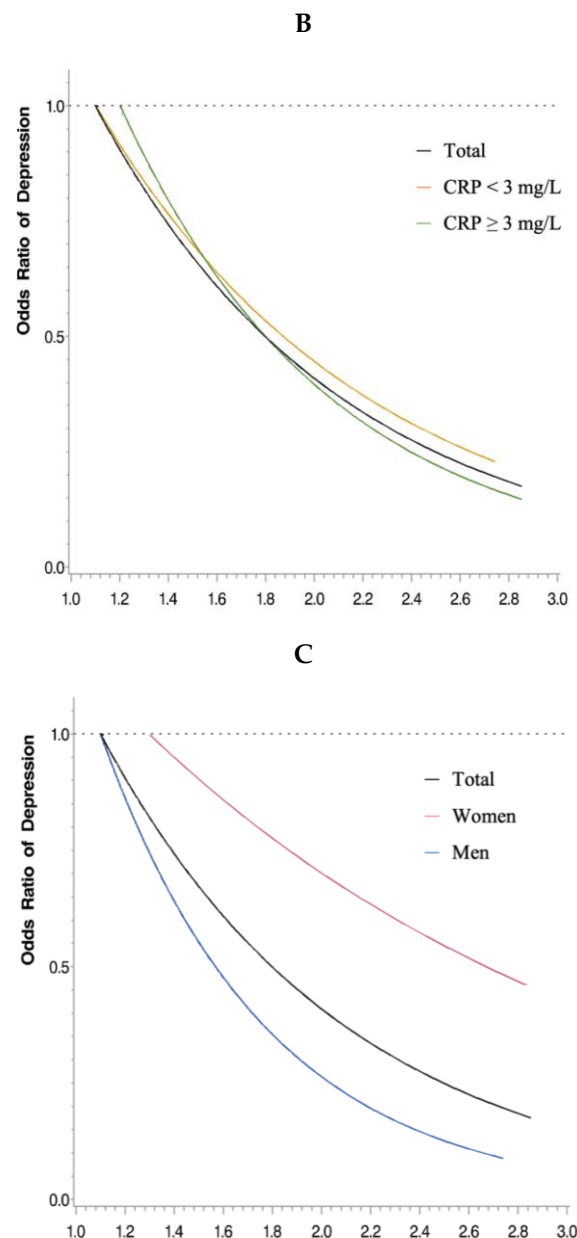 B
Odds Ratio of Depression
1.0
0.5
0.0
Total
CRP < 3 mg/L
CRP ≥ 3 mg/L
1.0 1.2 1.4 1.6 1.8 2.0 2.2 2.4 2.6 2.8 3.0
C
Odds Ratio of Depression
1.0
0.5
0.0
Total
Women
Men
1.0 1.2 1.4 1.6 1.8 2.0 2.2 2.4 2.6 2.8 3.0